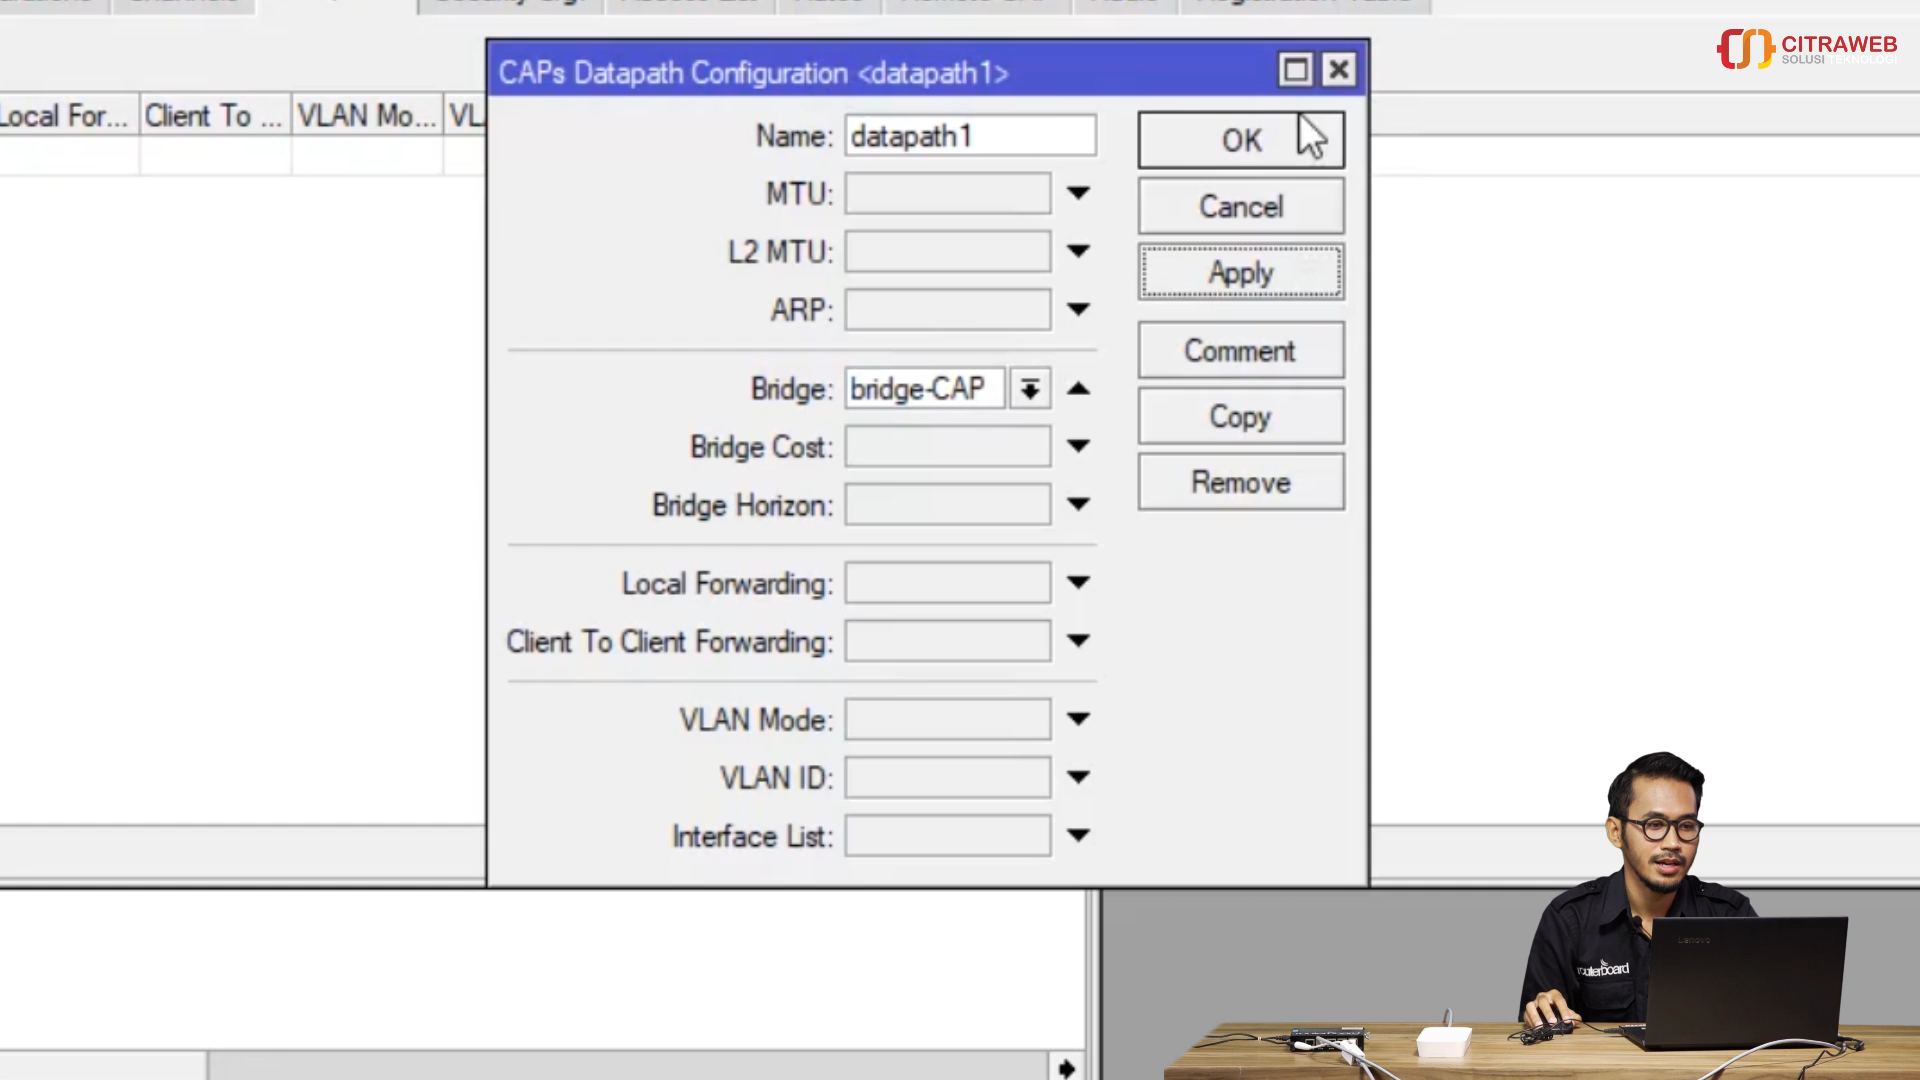 CITRAWEB
SOLUSI TEKNOLOGI
CAPs Datapath Configuration <datapath1>
Local For...
Client To ...
VLAN Mo...
VL
Name: datapath1
OK
MTU:
Cancel
L2 MTU:
Apply
ARP:
Comment
Bridge: bridge-CAP
Copy
Bridge Cost:
Remove
Bridge Horizon:
Local Forwarding:
Client To Client Forwarding:
VLAN Mode:
VLAN ID:
Interface List:
Lenovo
routerboard